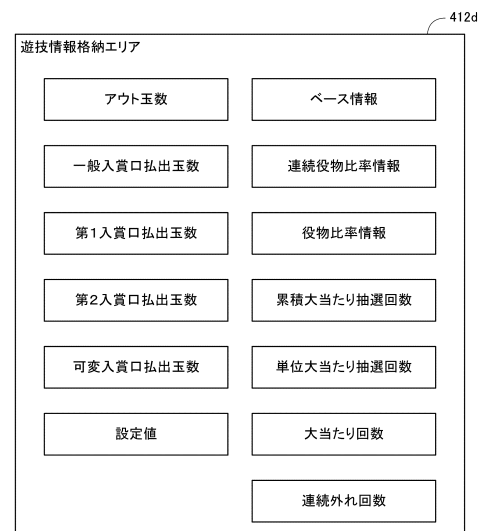 412d
遊技情報格納エリア
アウト玉数
ベース情報
一般入賞口払出玉数
連続役物比率情報
第1入賞口払出玉数
役物比率情報
第2入賞口払出玉数
累積大当たり抽選回数
可変入賞口払出玉数
単位大当たり抽選回数
設定値
大当たり回数
連続外れ回数